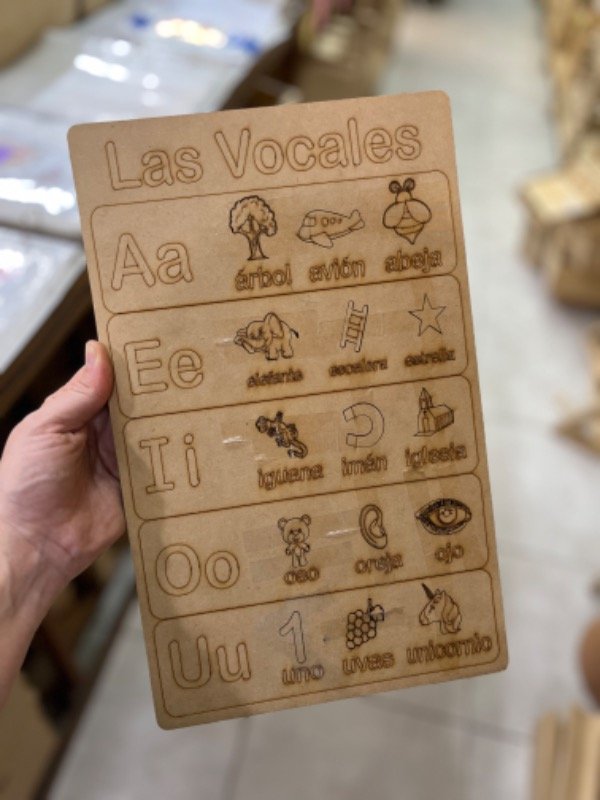 Las Vocales
Aa árbol avión abeja
Ee elefante escalera estrella
Ii iguana imán iglesia
Oo oso oreja ojo
Uu 1 uno uvas unicornio